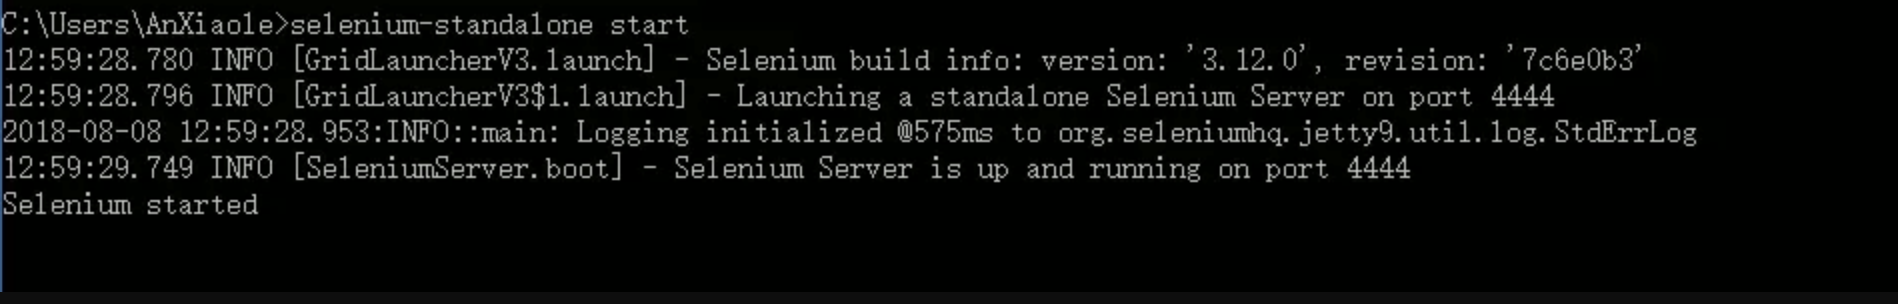 C:\Users\AnXiaole>selenium-standalone start
12:59:28.780 INFO [GridLauncherV3.launch] - Selenium build info: version: '3.12.0', revision: '7c6e0b3'
12:59:28.796 INFO [GridLauncherV3$1.launch] - Launching a standalone Selenium Server on port 4444
2018-08-08 12:59:28.953:INFO::main: Logging initialized @575ms to org.seleniumhq.jetty9.util.log.StdErrLog
12:59:29.749 INFO [SeleniumServer.boot] - Selenium Server is up and running on port 4444
Selenium started